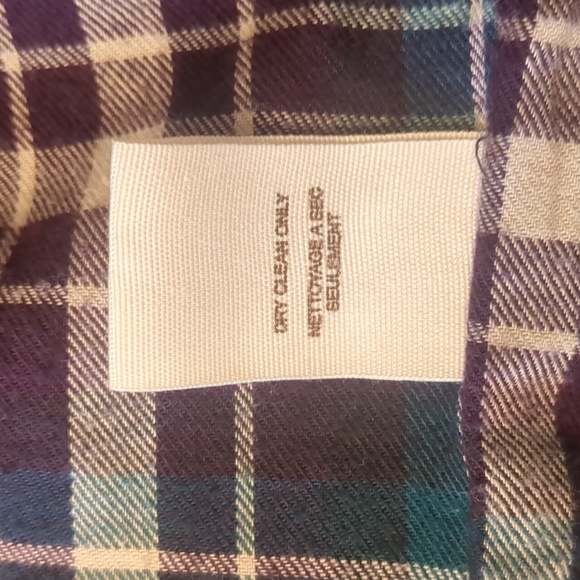 DRY CLEAN ONLY
NETTOYAGE A SEC
SEULEMENT